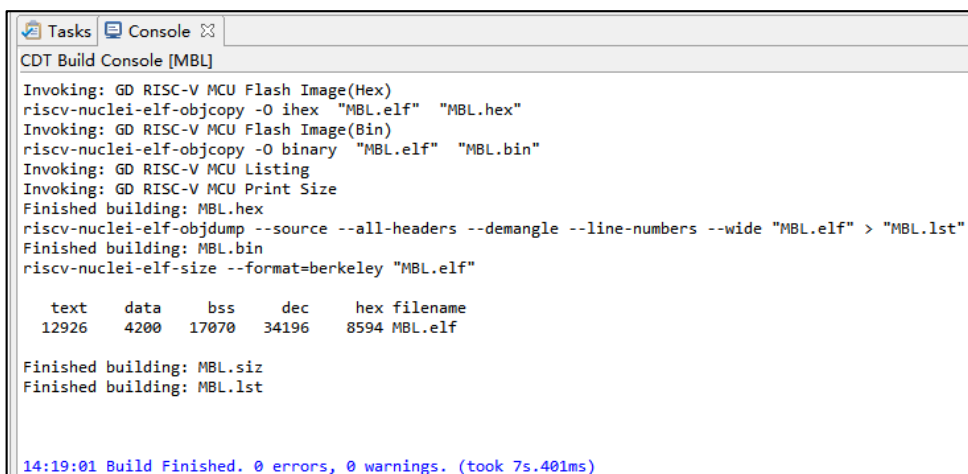 Tasks Console
CDT Build Console [MBL]
Invoking: GD RISC-V MCU Flash Image(Hex)
riscv-nuclei-elf-objcopy -O ihex "MBL.elf" "MBL.hex"
Invoking: GD RISC-V MCU Flash Image(Bin)
riscv-nuclei-elf-objcopy -O binary "MBL.elf" "MBL.bin"
Invoking: GD RISC-V MCU Listing
Invoking: GD RISC-V MCU Print Size
Finished building: MBL.hex
riscv-nuclei-elf-objdump --source --all-headers --demangle --line-numbers --wide "MBL.elf" > "MBL.lst"
Finished building: MBL.bin
riscv-nuclei-elf-size --format=berkeley "MBL.elf"
text data bss dec hex filename
12926 4200 17070 34196 8594 MBL.elf
Finished building: MBL.siz
Finished building: MBL.lst
14:19:01 Build Finished. 0 errors, 0 warnings. (took 7s.401ms)